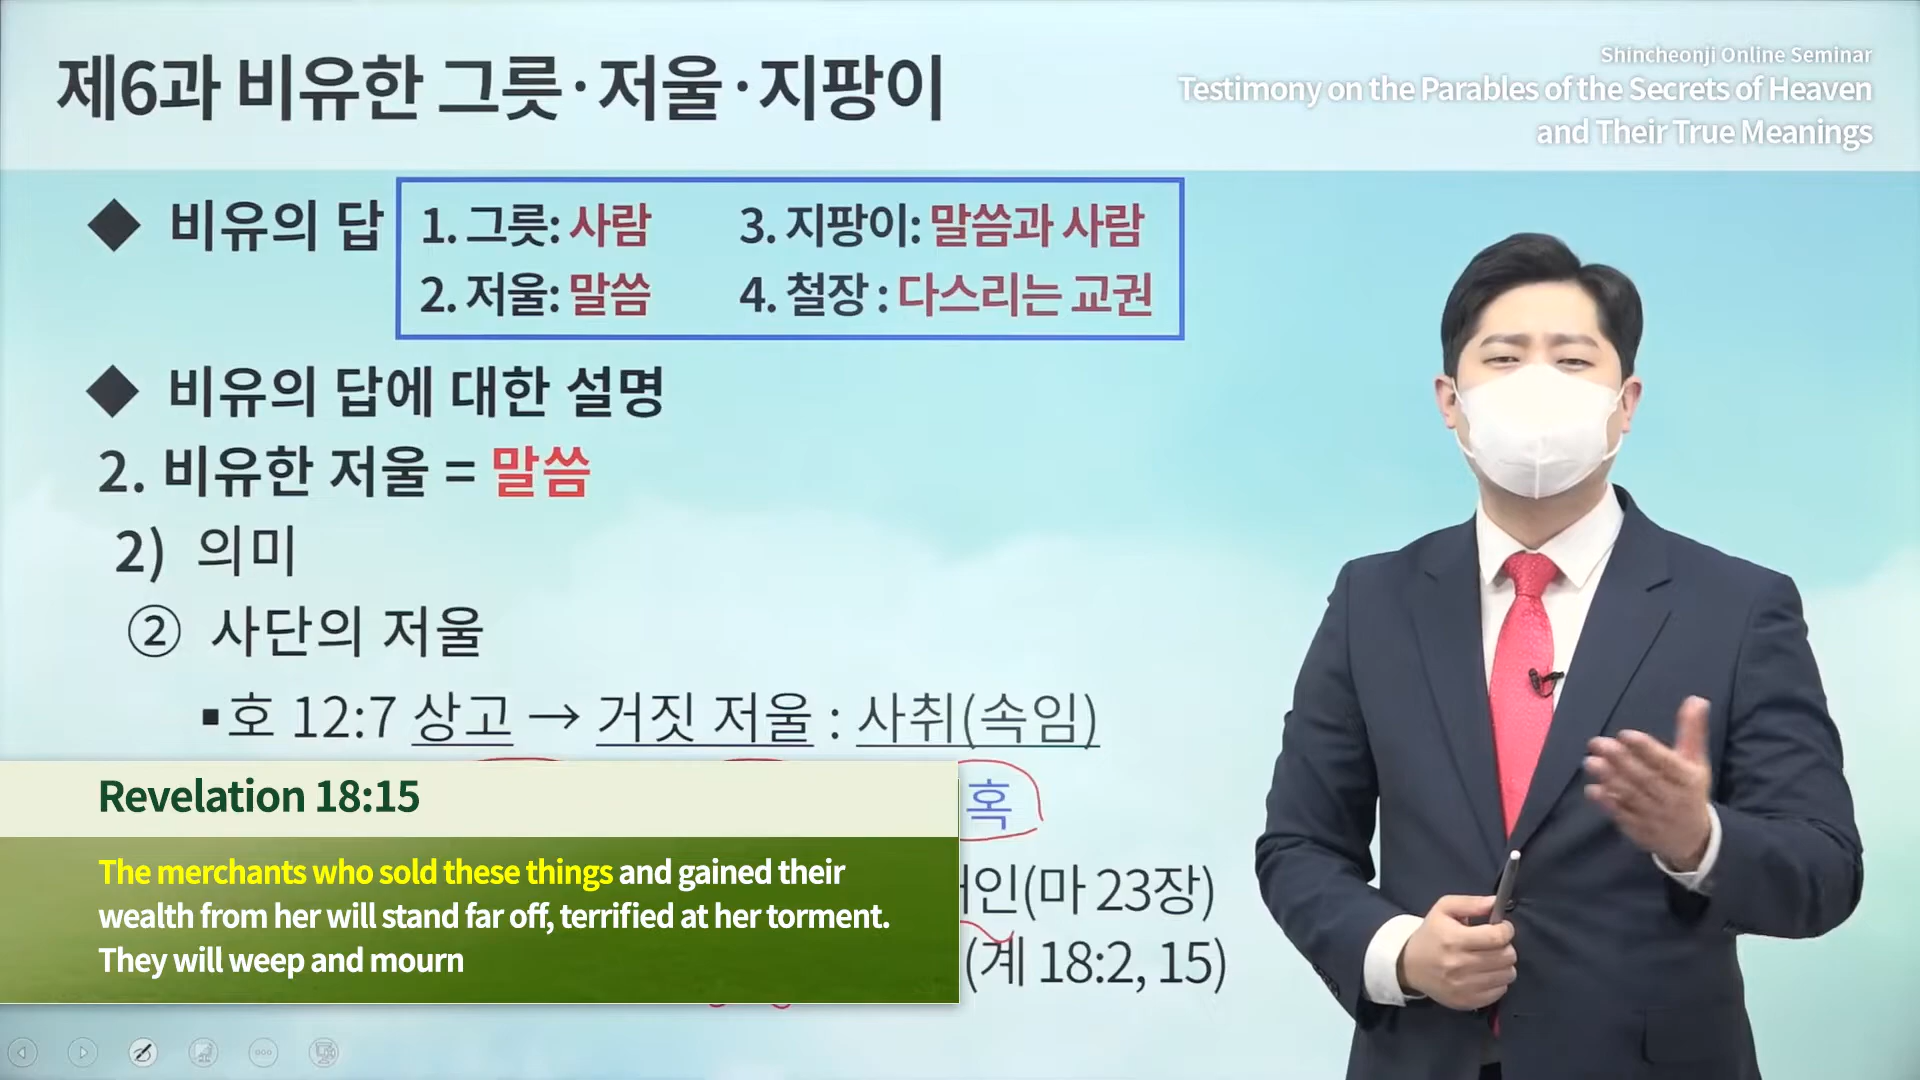 제6과 비유한 그릇·저울·지팡이
Shincheonji Online Seminar
Testimony on the Parables of the Secrets of Heaven
and Their True Meanings
◆ 비유의 답
1. 그릇: 사람
3. 지팡이: 말씀과 사람
2. 저울: 말씀
4. 철장 : 다스리는 교권
◆ 비유의 답에 대한 설명
2. 비유한 저울 = 말씀
2) 의미
② 사단의 저울
▪호 12:7 상고 → 거짓 저울 : 사취(속임)
혹
인(마 23장)
(계 18:2, 15)
Revelation 18:15
The merchants who sold these things and gained their
wealth from her will stand far off, terrified at her torment.
They will weep and mourn